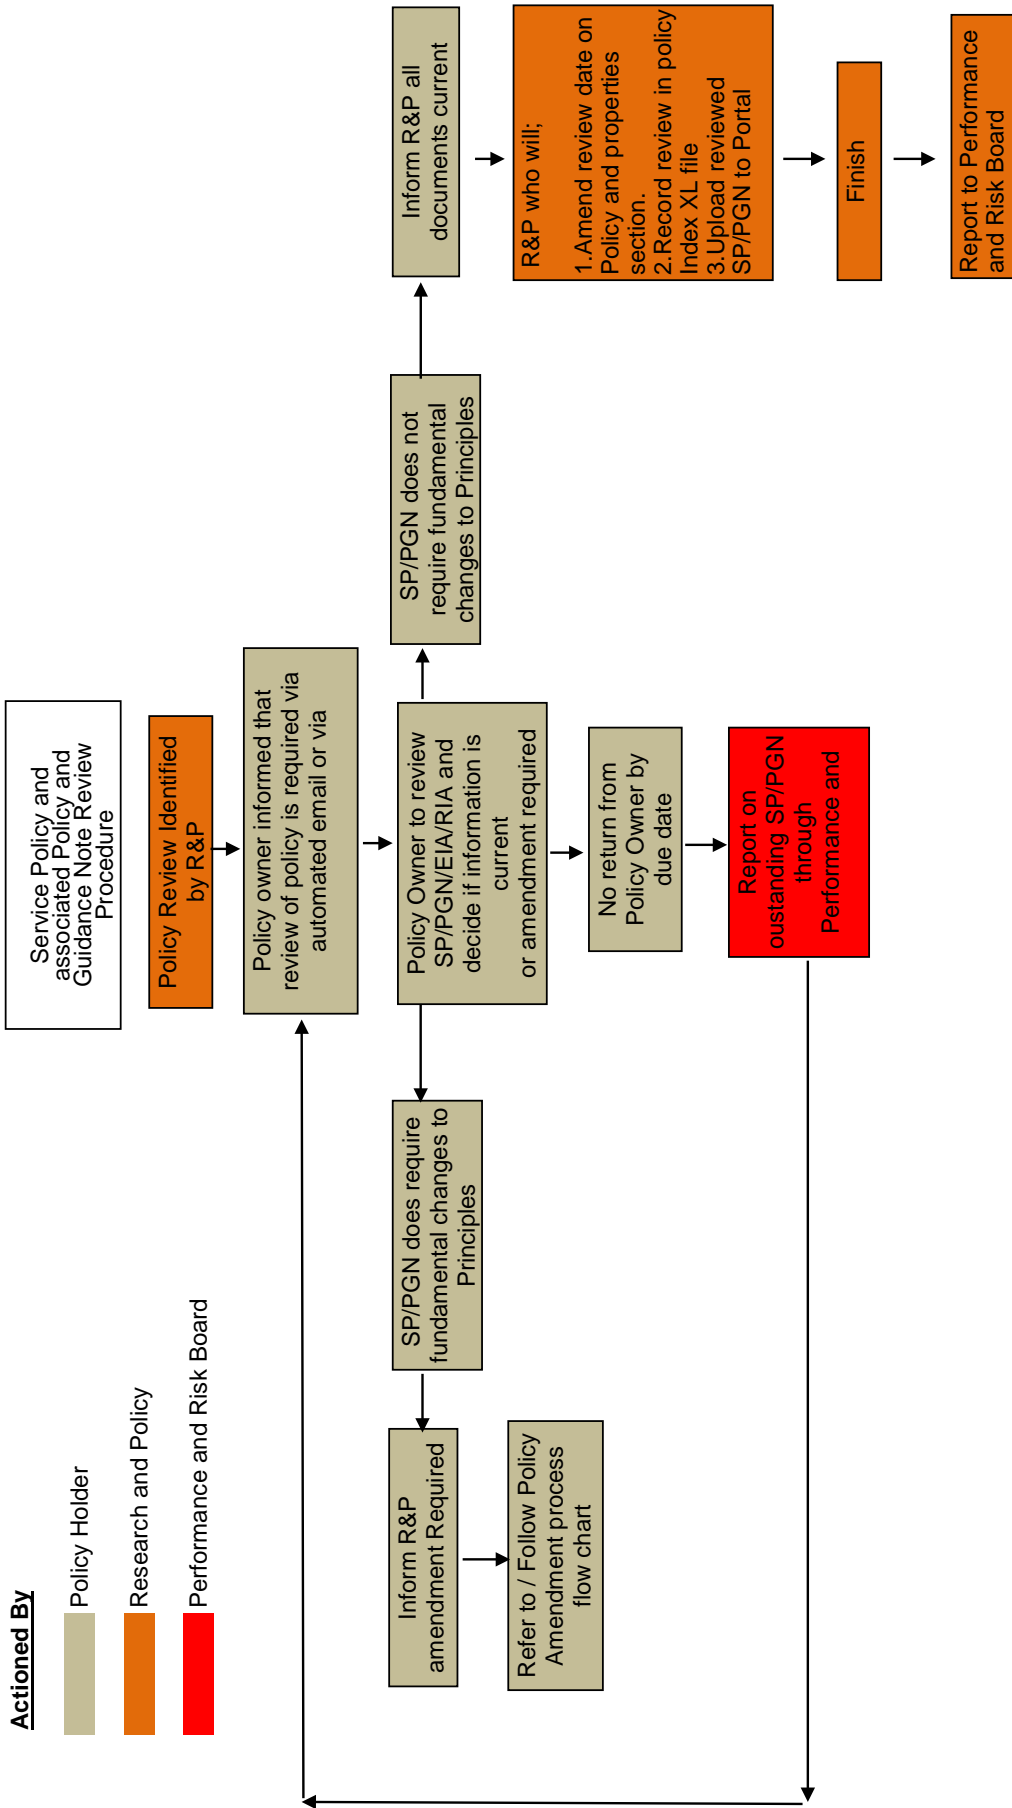 Service Policy and
associated Policy and
Guidance Note Review
Procedure
Actioned By
Policy Holder
Research and Policy
Performance and Risk Board
Policy Review Identified
by R&P
Policy owner informed that
review of policy is required via
automated email or via
Policy Owner to review
SP/PGN/EIA/RIA and
decide if information is
current
or amendment required
SP/PGN does require
fundamental changes to
Principles
Inform R&P
amendment Required
Refer to / Follow Policy
Amendment process
flow chart
No return from
Policy Owner by
due date
Report on
oustanding SP/PGN
through
Performance and
SP/PGN does not
require fundamental
changes to Principles
Inform R&P all
documents current
R&P who will;
1.Amend review date on
Policy and properties
section.
2.Record review in policy
Index XL file
3.Upload reviewed
SP/PGN to Portal
Finish
Report to Performance
and Risk Board